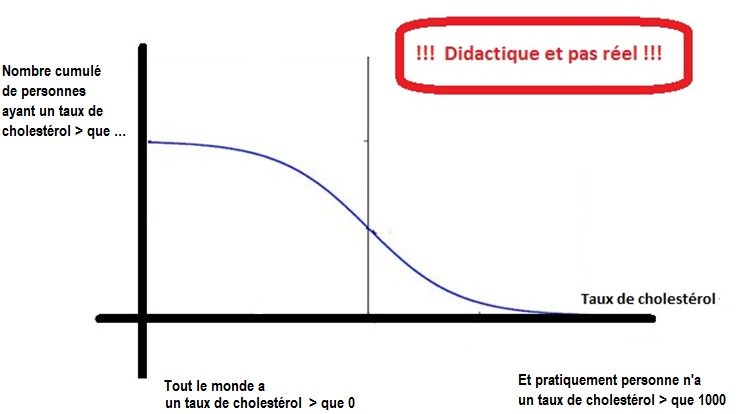 !!! Didactique et pas réel !!!
Nombre cumulé
de personnes
ayant un taux de
cholestérol > que ...
Taux de cholestérol
Tout le monde a
un taux de cholestérol > que 0
Et pratiquement personne n'a
un taux de cholestérol > que 1000